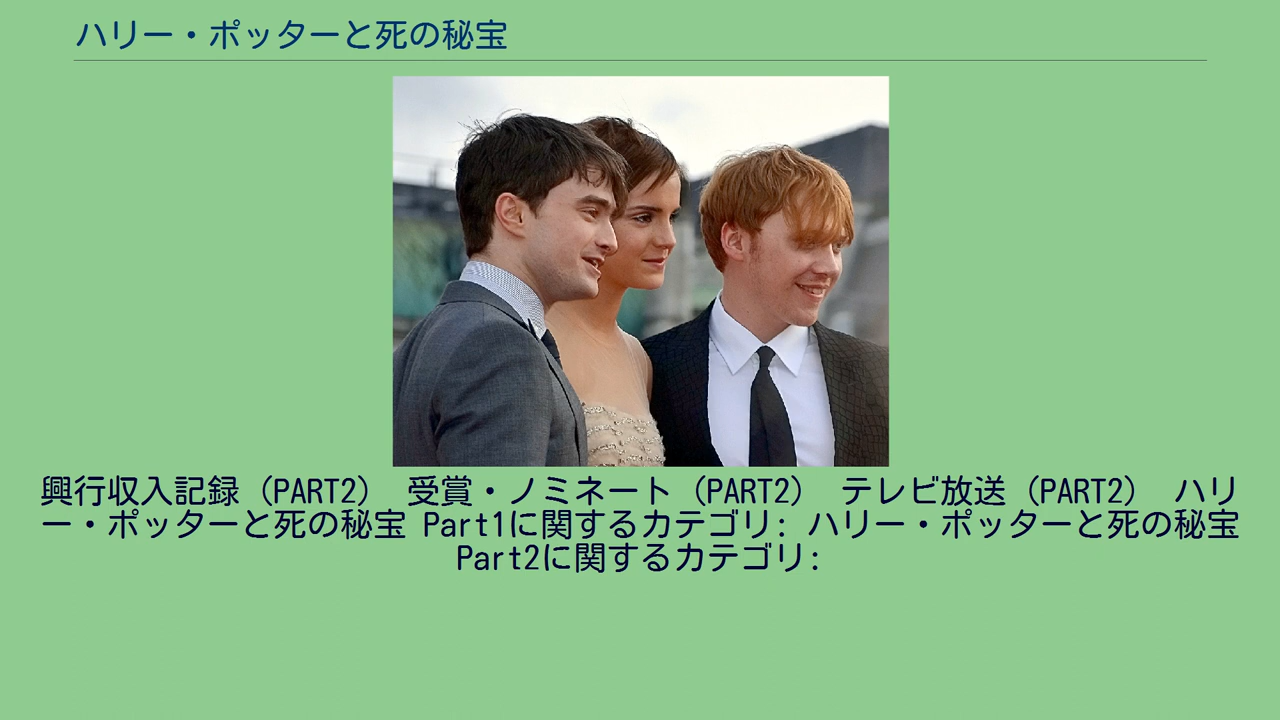 ハリー・ポッターと死の秘宝
興行収入記録（PART2） 受賞・ノミネート（PART2） テレビ放送（PART2） ハリ
ー・ポッターと死の秘宝 Part1に関するカテゴリ: ハリー・ポッターと死の秘宝
Part2に関するカテゴリ: